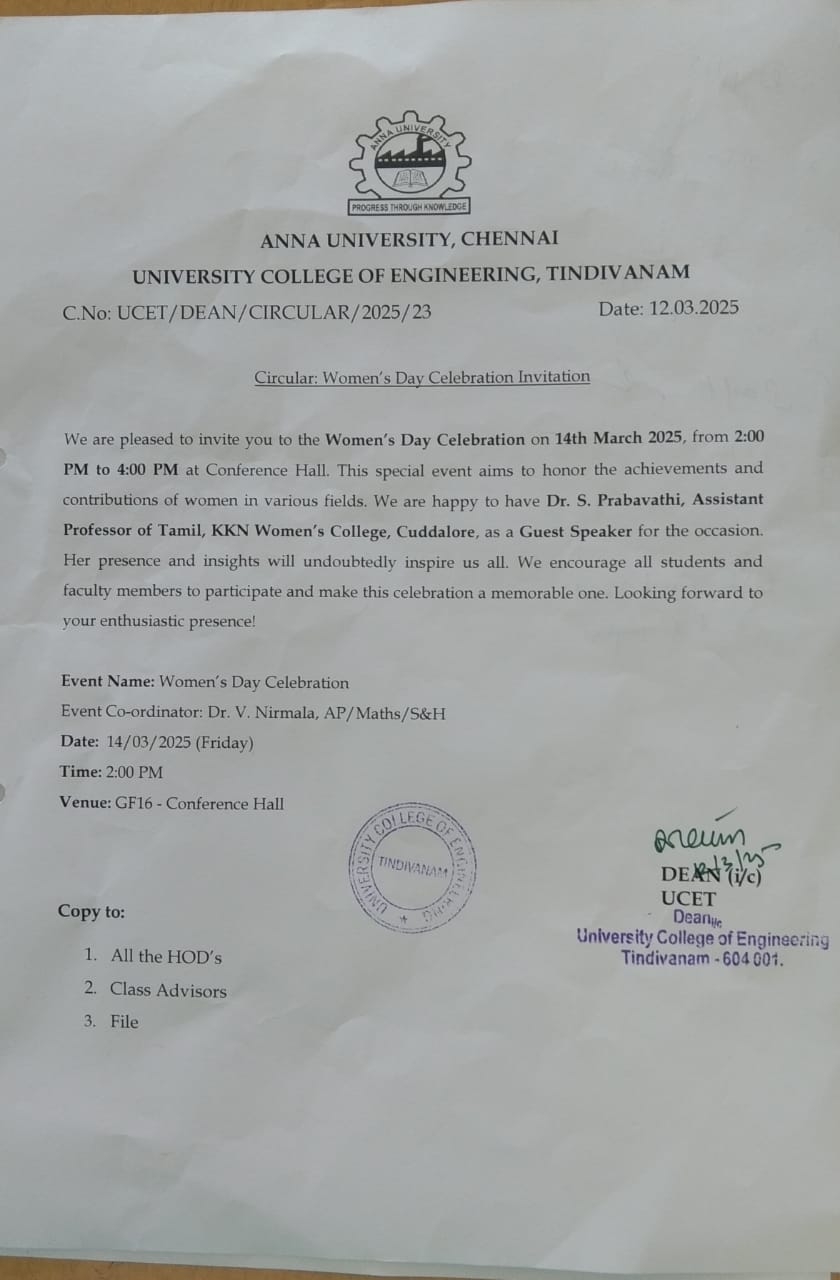 ANNA UNIVERSITY
PROGRESS THROUGH KNOWLEDGE
ANNA UNIVERSITY, CHENNAI
UNIVERSITY COLLEGE OF ENGINEERING, TINDIVANAM
C.No: UCET/DEAN/CIRCULAR/2025/23 Date: 12.03.2025
Circular: Women's Day Celebration Invitation
We are pleased to invite you to the Women's Day Celebration on 14th March 2025, from 2:00
PM to 4:00 PM at Conference Hall. This special event aims to honor the achievements and
contributions of women in various fields. We are happy to have Dr. S. Prabavathi, Assistant
Professor of Tamil, KKN Women's College, Cuddalore, as a Guest Speaker for the occasion.
Her presence and insights will undoubtedly inspire us all. We encourage all students and
faculty members to participate and make this celebration a memorable one. Looking forward to
your enthusiastic presence!
Event Name: Women's Day Celebration
Event Co-ordinator: Dr. V. Nirmala, AP/Maths/S&H
Date: 14/03/2025 (Friday)
Time: 2:00 PM
Venue: GF16 - Conference Hall
UNIVERSITY COLLEGE OF ENGINEERING
TINDIVANAM
DEAN (i/c)
UCET
Dean i/c
University College of Engineering
Tindivanam - 604 001.
Copy to:
1. All the HOD's
2. Class Advisors
3. File